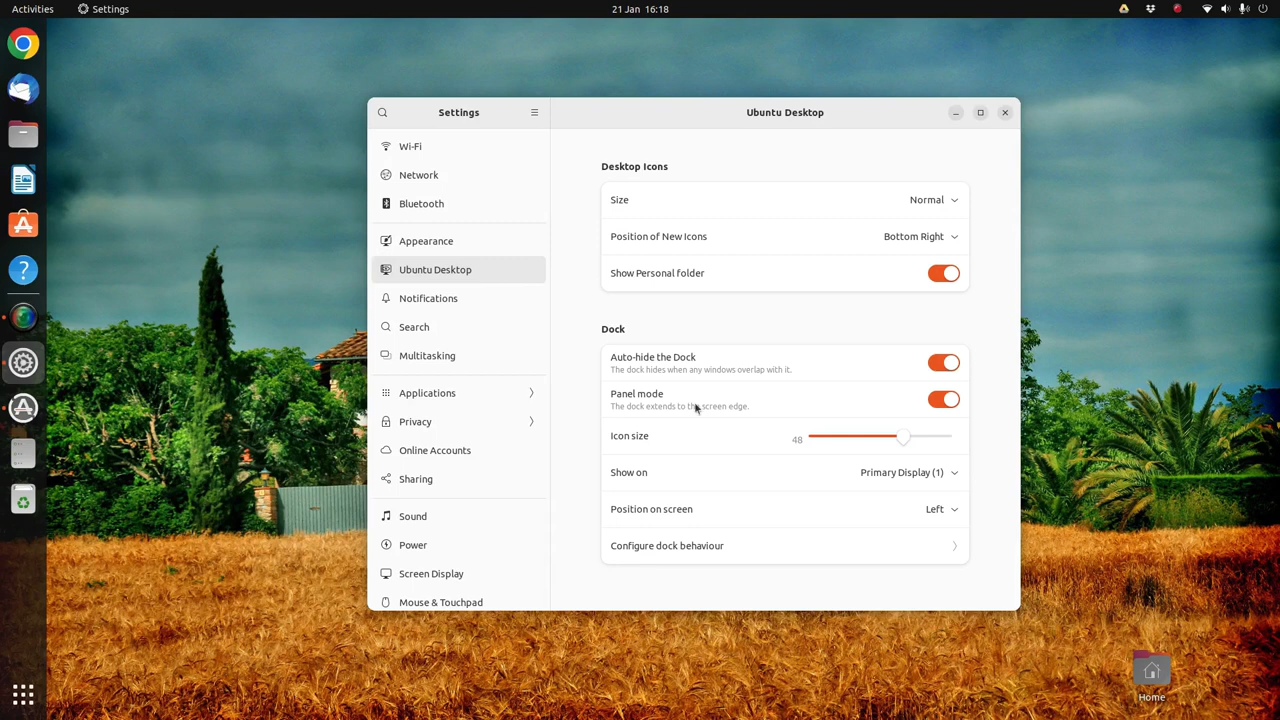 Activities
Settings
21 Jan 16:18
Settings
Ubuntu Desktop
Wi-Fi
Network
Bluetooth
Appearance
Ubuntu Desktop
Notifications
Search
Multitasking
Applications
Privacy
Online Accounts
Sharing
Sound
Power
Screen Display
Mouse & Touchpad
Desktop Icons
Size Normal
Position of New Icons Bottom Right
Show Personal folder
Dock
Auto-hide the Dock
The dock hides when any windows overlap with it.
Panel mode
The dock extends to the screen edge.
Icon size 48
Show on Primary Display (1)
Position on screen Left
Configure dock behaviour
Home